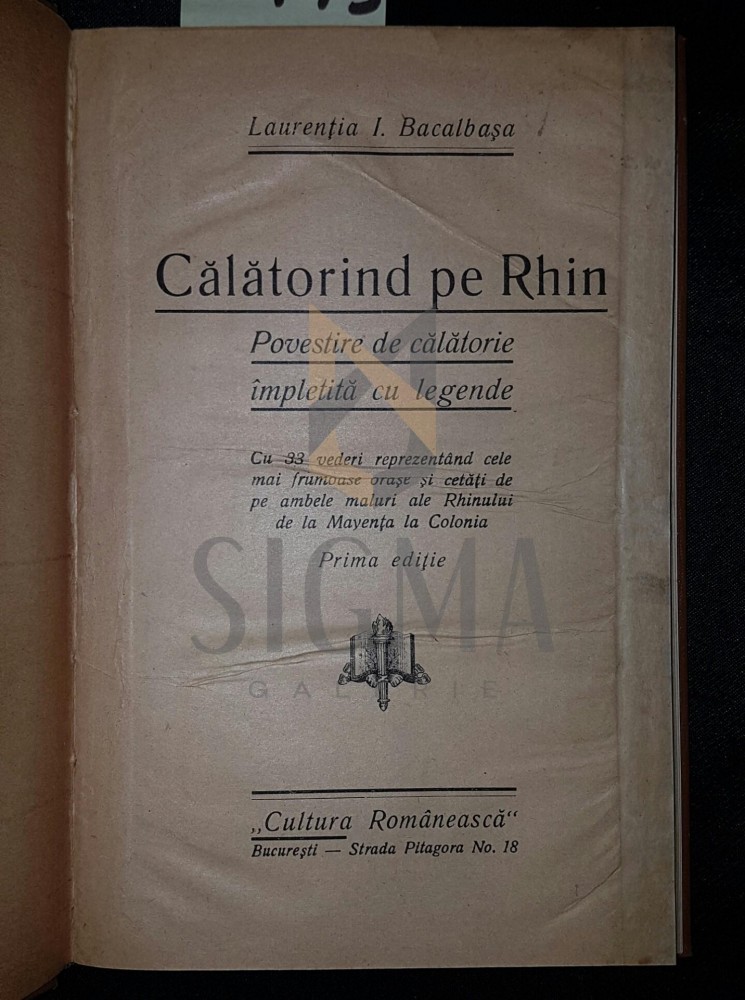 Laurenția I. Bacalbașa
Călătorind pe Rhin
Povestire de călătorie
împletită cu legende
Cu 33 vederi reprezentând cele
mai frumoase orașe și cetăți de
pe ambele maluri ale Rhinului
de la Mayența la Colonia
Prima ediție
SIGMA
GALERIE
„Cultura Românească“
București — Strada Pitagora No. 18